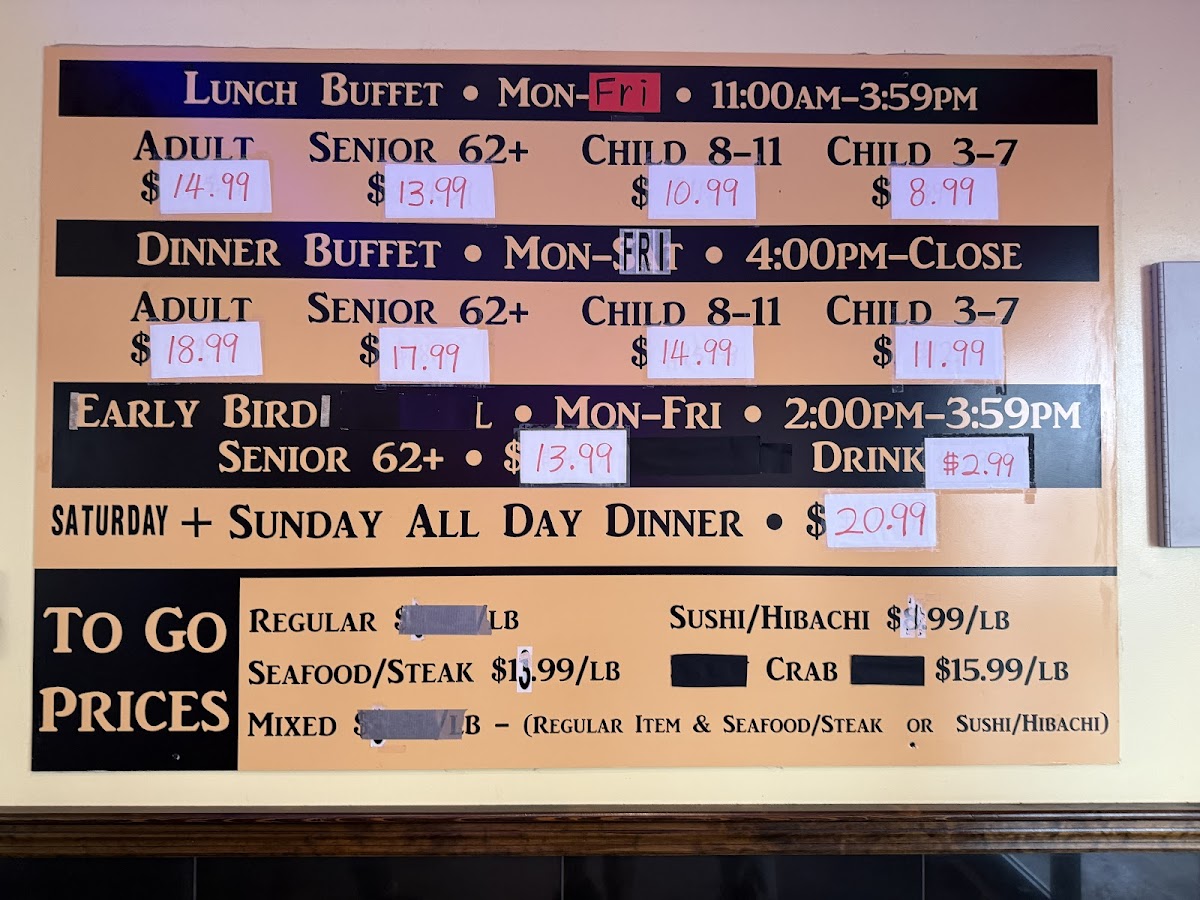 LUNCH BUFFET • MON-Fri • 11:00AM-3:59PM
ADULT SENIOR 62+ CHILD 8-11 CHILD 3-7
$14.99 $13.99 $10.99 $8.99
DINNER BUFFET • MON-FRI • 4:00PM-CLOSE
ADULT SENIOR 62+ CHILD 8-11 CHILD 3-7
$18.99 $17.99 $14.99 $11.99
EARLY BIRD L • MON-FRI • 2:00PM-3:59PM
SENIOR 62+ • $13.99 DRINK $2.99
SATURDAY + SUNDAY ALL DAY DINNER • $20.99
TO GO
PRICES
REGULAR $ /LB SUSHI/HIBACHI $ .99/LB
SEAFOOD/STEAK $13.99/LB CRAB $15.99/LB
MIXED $ /LB - (REGULAR ITEM & SEAFOOD/STEAK OR SUSHI/HIBACHI)